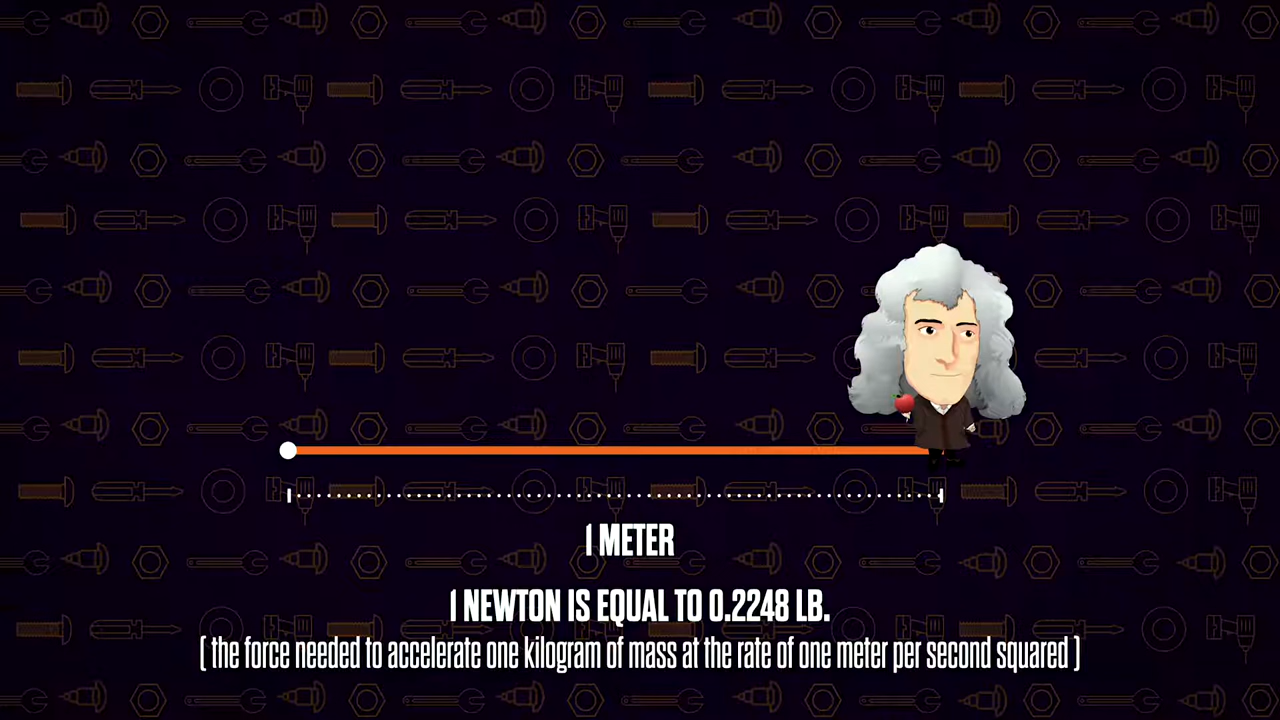 1 METER
1 NEWTON IS EQUAL TO 0.2248 LB.
( the force needed to accelerate one kilogram of mass at the rate of one meter per second squared )